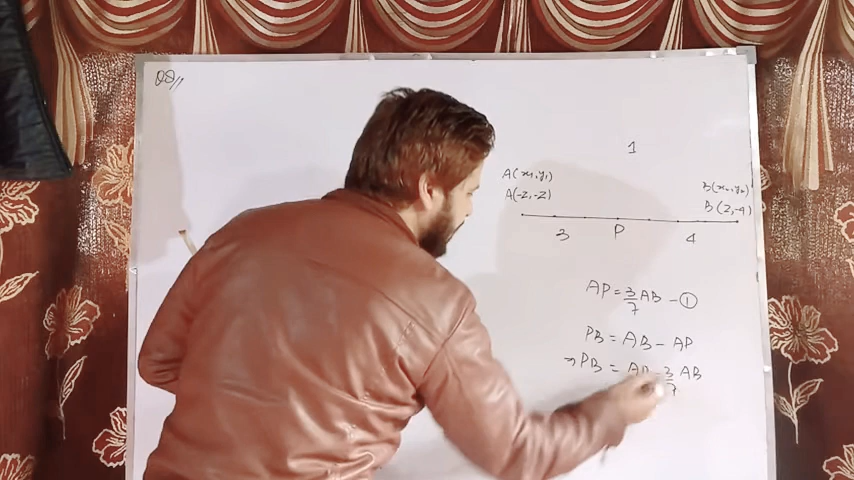 Q8//
1
A(x₁,y₁)
B(x₂,y₂)
A(-2,-2)
B(2,-4)
3 P 4
AP = 3/7 AB - ①
PB = AB - AP
⇒ PB = AB - 3/7 AB